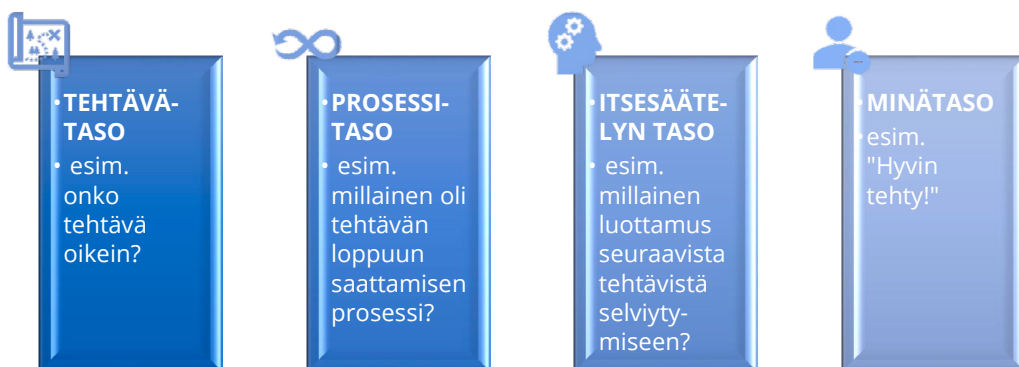 •TEHTÄVÄ-
TASO
• esim.
onko
tehtävä
oikein?
•PROSESSI-
TASO
• esim.
millainen oli
tehtävän
loppuun
saattamisen
prosessi?
•ITSESÄÄTE-
LYN TASO
• esim.
millainen
luottamus
seuraavista
tehtävistä
selviyty-
miseen?
•MINÄTASO
•esim.
"Hyvin
tehty!"